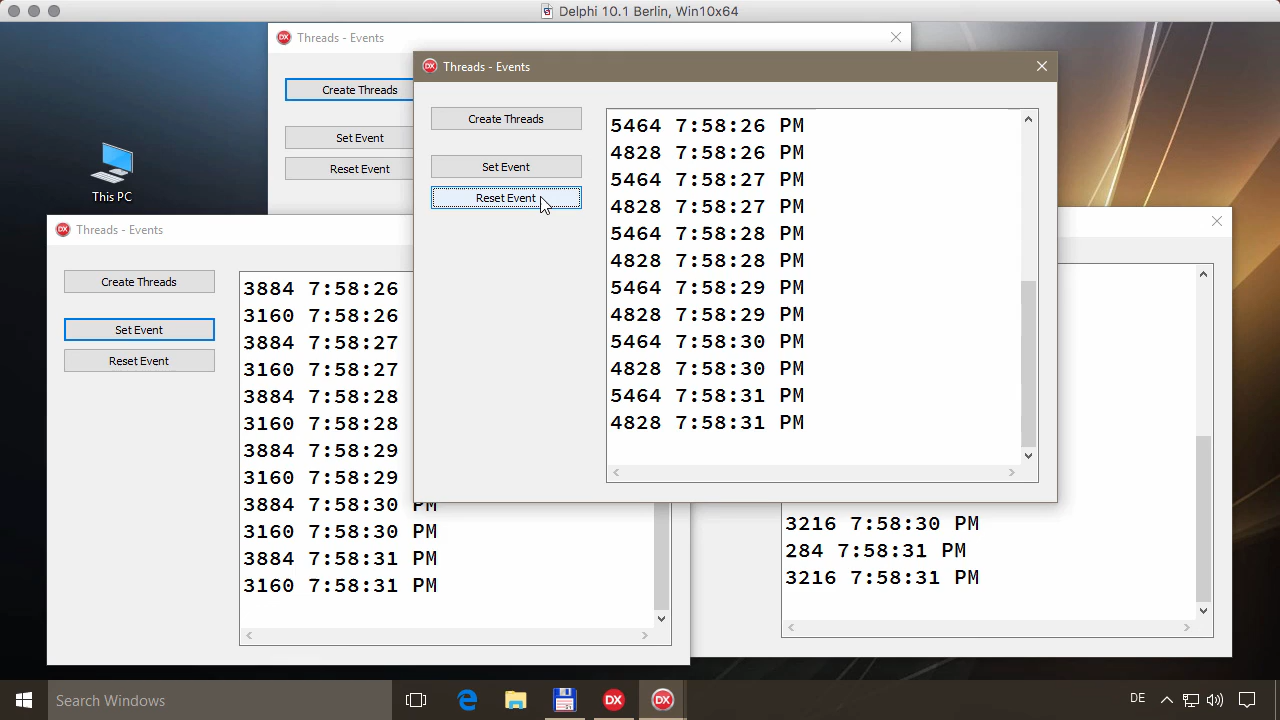 Delphi 10.1 Berlin, Win10x64
Threads - Events
Create Threads
Set Event
Reset Event
This PC
Threads - Events
Create Threads
Set Event
Reset Event
5464 7:58:26 PM
4828 7:58:26 PM
5464 7:58:27 PM
4828 7:58:27 PM
5464 7:58:28 PM
4828 7:58:28 PM
5464 7:58:29 PM
4828 7:58:29 PM
5464 7:58:30 PM
4828 7:58:30 PM
5464 7:58:31 PM
4828 7:58:31 PM
Threads - Events
Create Threads
Set Event
Reset Event
3884 7:58:26
3160 7:58:26
3884 7:58:27
3160 7:58:27
3884 7:58:28
3160 7:58:28
3884 7:58:29
3160 7:58:29
3884 7:58:30 PM
3160 7:58:30 PM
3884 7:58:31 PM
3160 7:58:31 PM
3216 7:58:30 PM
284 7:58:31 PM
3216 7:58:31 PM
Search Windows
DX
DX
DE